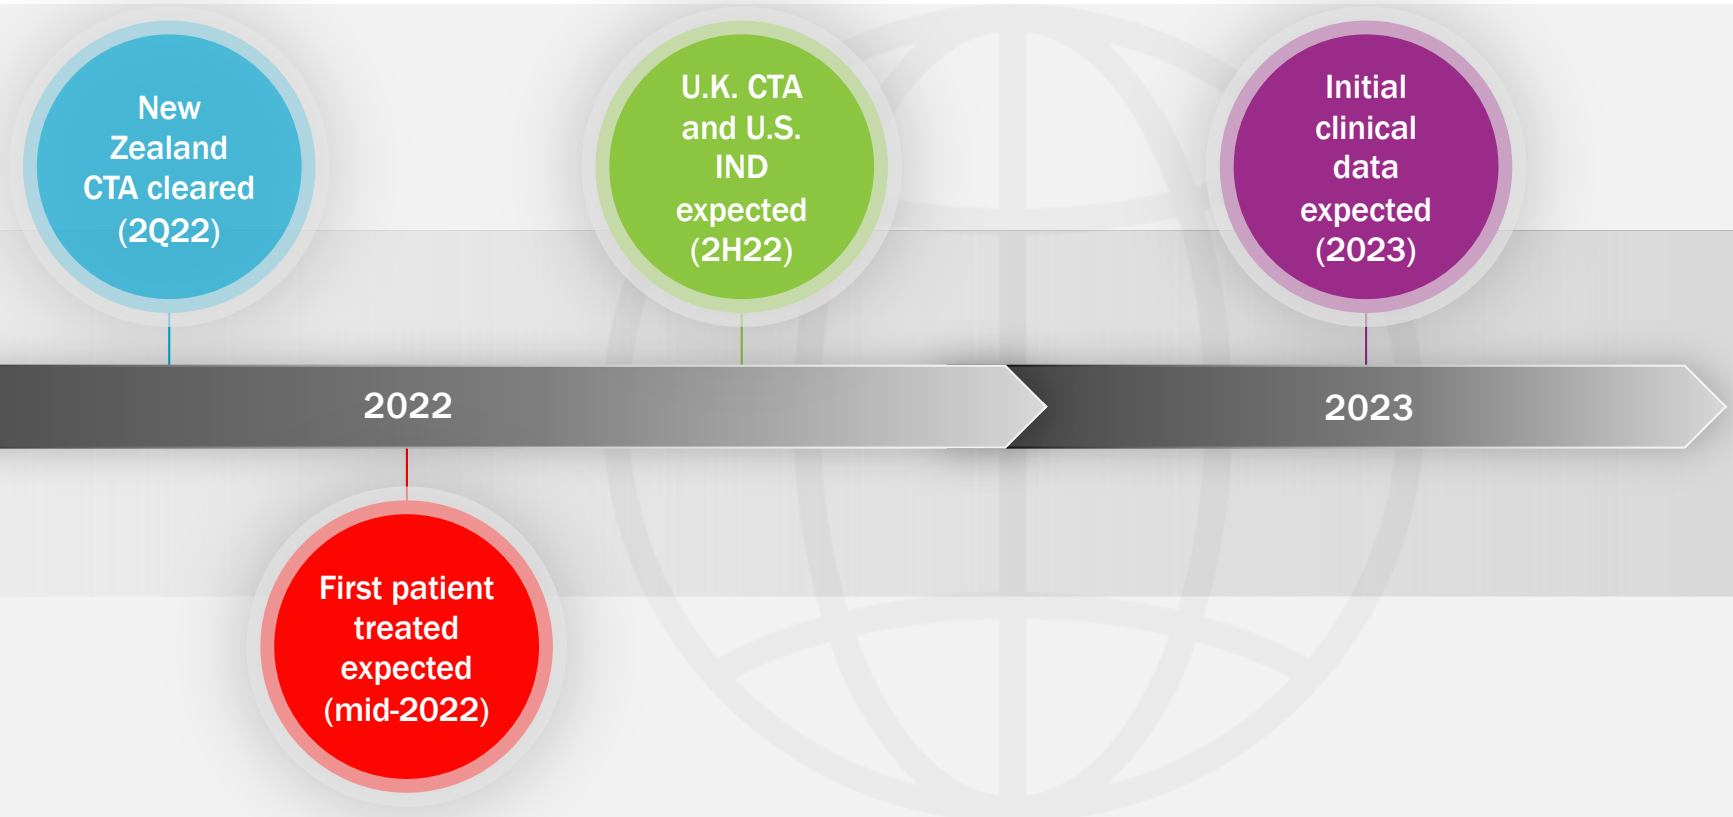 New
Zealand
CTA cleared
(2Q22)
U.K. CTA
and U.S.
IND
expected
(2H22)
Initial
clinical
data
expected
(2023)
2022
2023
First patient
treated
expected
(mid-2022)